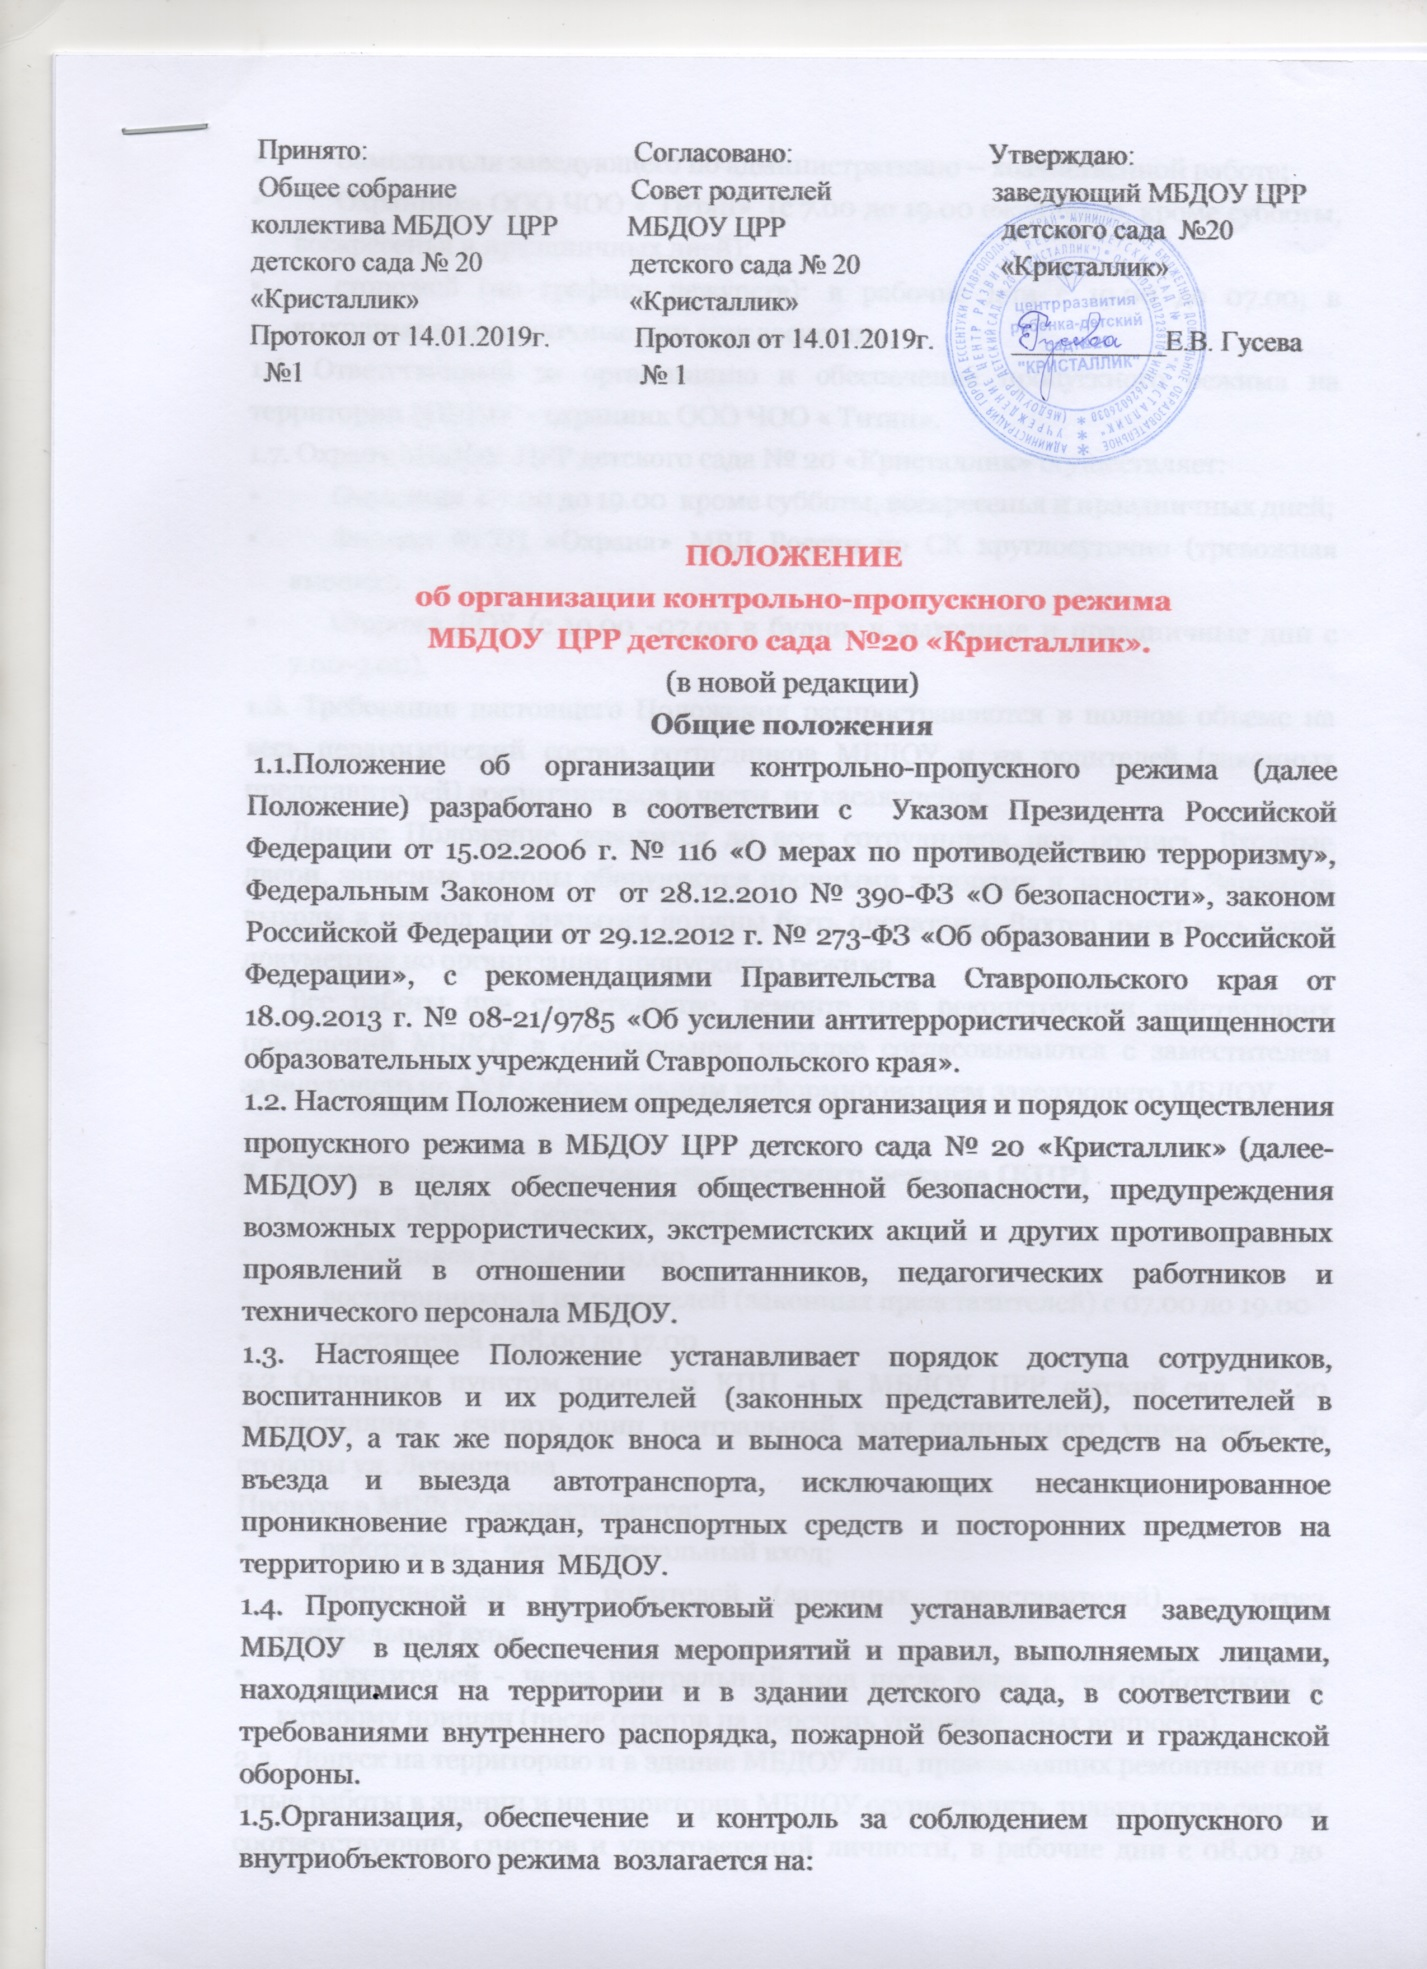 Принято:
Общее собрание
коллектива МБДОУ ЦРР
детского сада № 20
«Кристаллик»
Протокол от 14.01.2019г.
№1
Согласовано:
Совет родителей
МБДОУ ЦРР
детского сада № 20
«Кристаллик»
Протокол от 14.01.2019г.
№ 1
Утверждаю:
заведующий МБДОУ ЦРР
детского сада №20
«Кристаллик»
Е.В. Гусева
центр развития
ребенка-детский
"КРИСТАЛЛИК"
ПОЛОЖЕНИЕ
об организации контрольно-пропускного режима
МБДОУ ЦРР детского сада №20 «Кристаллик».
(в новой редакции)
Общие положения
1.1.Положение об организации контрольно-пропускного режима (далее
Положение) разработано в соответствии с Указом Президента Российской
Федерации от 15.02.2006 г. № 116 «О мерах по противодействию терроризму»,
Федеральным Законом от от 28.12.2010 № 390-ФЗ «О безопасности», законом
Российской Федерации от 29.12.2012 г. № 273-ФЗ «Об образовании в Российской
Федерации», с рекомендациями Правительства Ставропольского края от
18.09.2013 г. № 08-21/9785 «Об усилении антитеррористической защищенности
образовательных учреждений Ставропольского края».
1.2. Настоящим Положением определяется организация и порядок осуществления
пропускного режима в МБДОУ ЦРР детского сада № 20 «Кристаллик» (далее-
МБДОУ) в целях обеспечения общественной безопасности, предупреждения
возможных террористических, экстремистских акций и других противоправных
проявлений в отношении воспитанников, педагогических работников и
технического персонала МБДОУ.
1.3. Настоящее Положение устанавливает порядок доступа сотрудников,
воспитанников и их родителей (законных представителей), посетителей в
МБДОУ, а так же порядок вноса и выноса материальных средств на объекте,
въезда и выезда автотранспорта, исключающих несанкционированное
проникновение граждан, транспортных средств и посторонних предметов на
территорию и в здания МБДОУ.
1.4. Пропускной и внутриобъектовый режим устанавливается заведующим
МБДОУ в целях обеспечения мероприятий и правил, выполняемых лицами,
находящимися на территории и в здании детского сада, в соответствии с
требованиями внутреннего распорядка, пожарной безопасности и гражданской
обороны.
1.5.Организация, обеспечение и контроль за соблюдением пропускного и
внутриобъектового режима возлагается на: